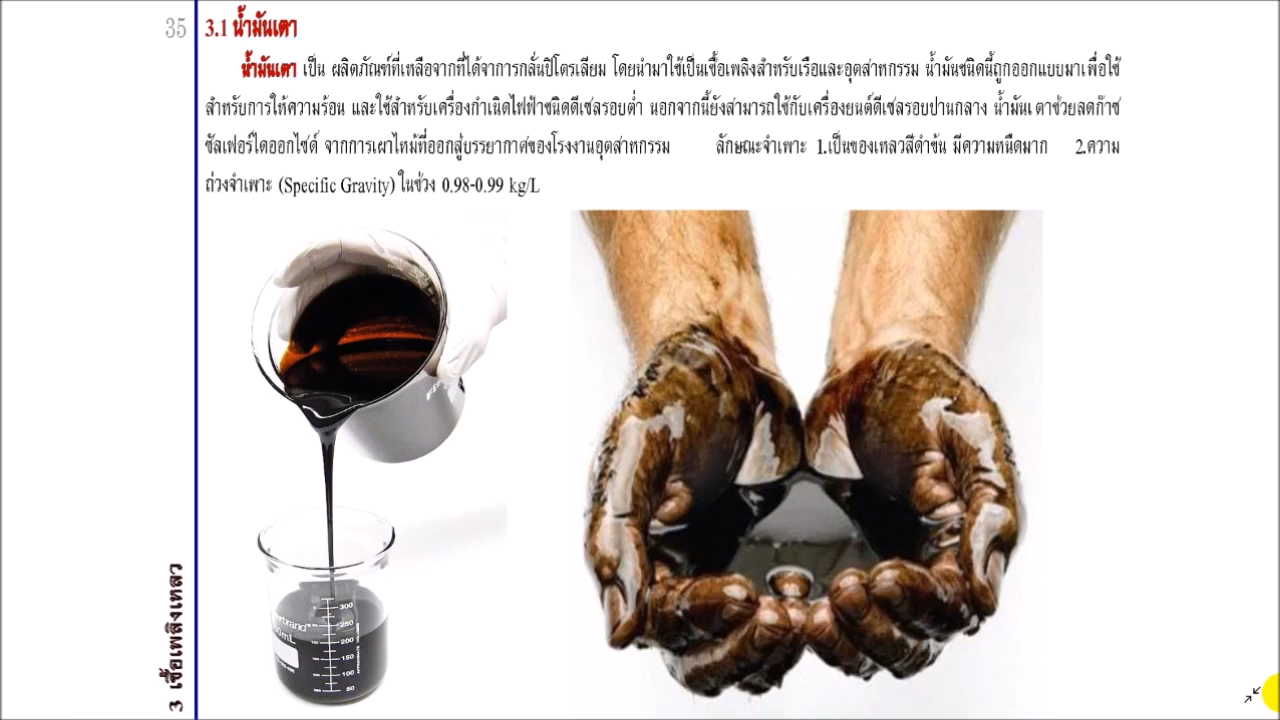 35
3.1 น้ำมันเตา
น้ำมันเตา เป็น ผลิตภัณฑ์ที่เหลือจากที่ได้จาการกลั่นปิโตรเลียม โดยนำมาใช้เป็นเชื้อเพลิงสำหรับเรือและอุตสาหกรรม น้ำมันชนิดนี้ถูกออกแบบมาเพื่อใช้
สำหรับการให้ความร้อน และใช้สำหรับเครื่องกำเนิดไฟฟ้าชนิดดีเซลรอบต่ำ นอกจากนี้ยังสามารถใช้กับเครื่องยนต์ดีเซลรอบปานกลาง น้ำมันเตาช่วยลดก๊าซ
ซัลเฟอร์ไดออกไซด์ จากการเผาไหม้ที่ออกสู่บรรยากาศของโรงงานอุตสาหกรรม ลักษณะจำเพาะ 1.เป็นของเหลวสีดำข้น มีความหนืดมาก 2.ความ
ถ่วงจำเพาะ (Specific Gravity) ในช่วง 0.98-0.99 kg/L
300
250
200
150
100
50
3 เชื้อเพลิงเหลว